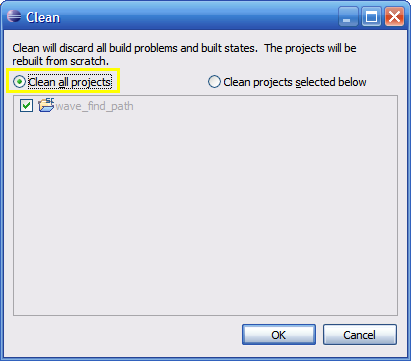 Clean
Clean will discard all build problems and built states. The projects will be
rebuilt from scratch.
Clean all projects
Clean projects selected below
wave_find_path
OK
Cancel